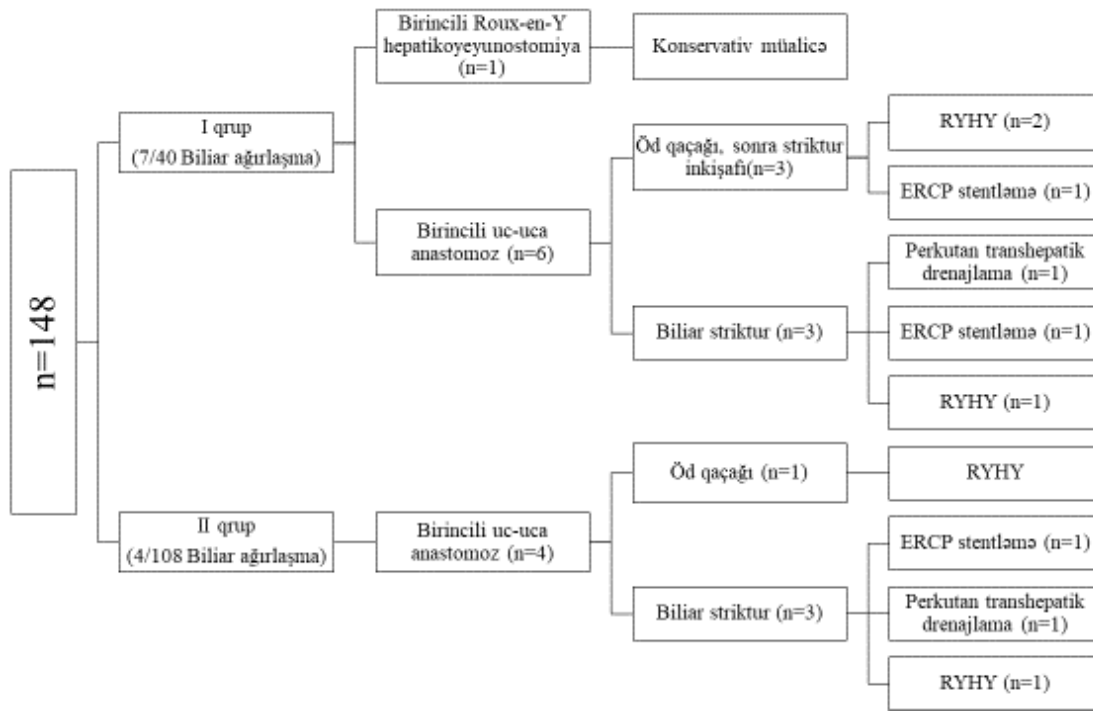 n=148
I qrup
(7/40 Biliar ağırlaşma)
Birincili Roux-en-Y
hepatikoyeyunostomiya
(n=1)
Konservativ müalicə
Birincili uc-uca
anastomoz (n=6)
Öd qaçağı, sonra striktur
inkişafı(n=3)
RYHY (n=2)
ERCP stentləmə (n=1)
Biliar striktur (n=3)
Perkutan transhepatik
drenajlama (n=1)
ERCP stentləmə (n=1)
RYHY (n=1)
II qrup
(4/108 Biliar ağırlaşma)
Birincili uc-uca
anastomoz (n=4)
Öd qaçağı (n=1)
RYHY
Biliar striktur (n=3)
ERCP stentləmə (n=1)
Perkutan transhepatik
drenajlama (n=1)
RYHY (n=1)